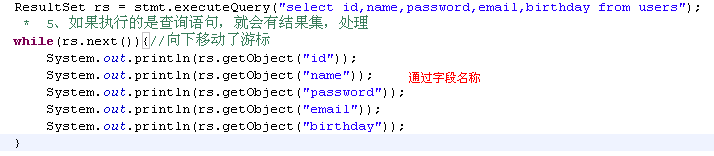 ResultSet rs = stmt.executeQuery("select id,name,password,email,birthday from users");
* 5、如果执行的是查询语句，就会有结果集，处理
while(rs.next()){//向下移动了游标
System.out.println(rs.getObject("id"));
System.out.println(rs.getObject("name")); 通过字段名称
System.out.println(rs.getObject("password"));
System.out.println(rs.getObject("email"));
System.out.println(rs.getObject("birthday"));
}